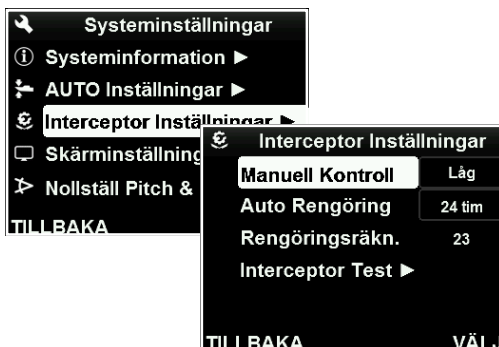 Systeminställningar
Systeminformation ►
AUTO Inställningar ►
Interceptor Inställningar ►
Skärminställning
Nollställ Pitch &
TILLBAKA
Interceptor Inställningar
Manuell Kontroll Låg
Auto Rengöring 24 tim
Rengöringsräkn. 23
Interceptor Test ►
TILLBAKA VÄL